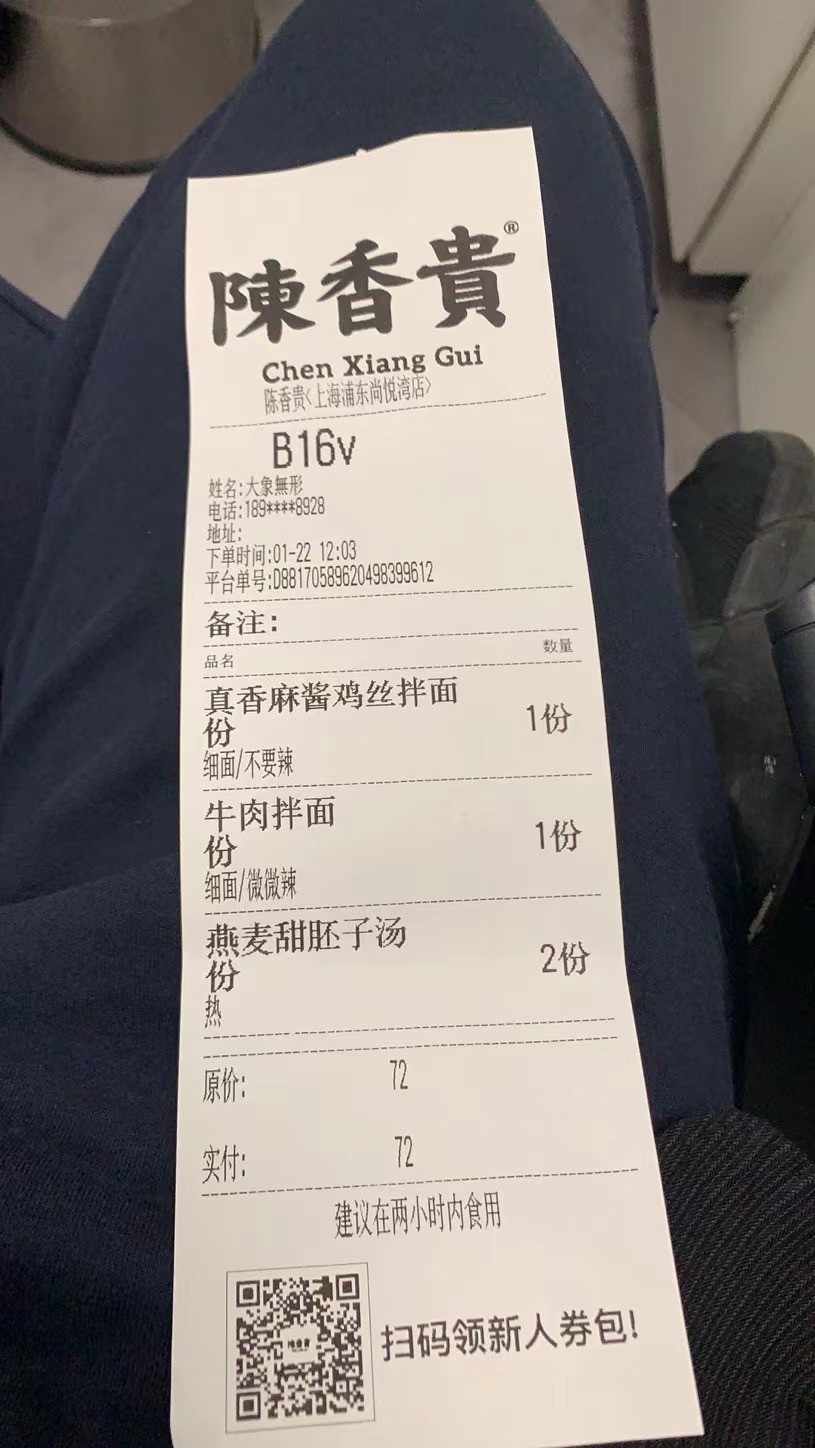 陳香貴®
Chen Xiang Gui
陈香贵<上海浦东尚悦湾店>
B16v
姓名:大象無形
电话:189****8928
地址:
下单时间:01-22 12:03
平台单号:D88170589620498399612
备注:
品名 数量
真香麻酱鸡丝拌面
份 1份
细面/不要辣
牛肉拌面
份 1份
细面/微微辣
燕麦甜胚子汤
份 2份
热
原价: 72
实付: 72
建议在两小时内食用
扫码领新人券包!